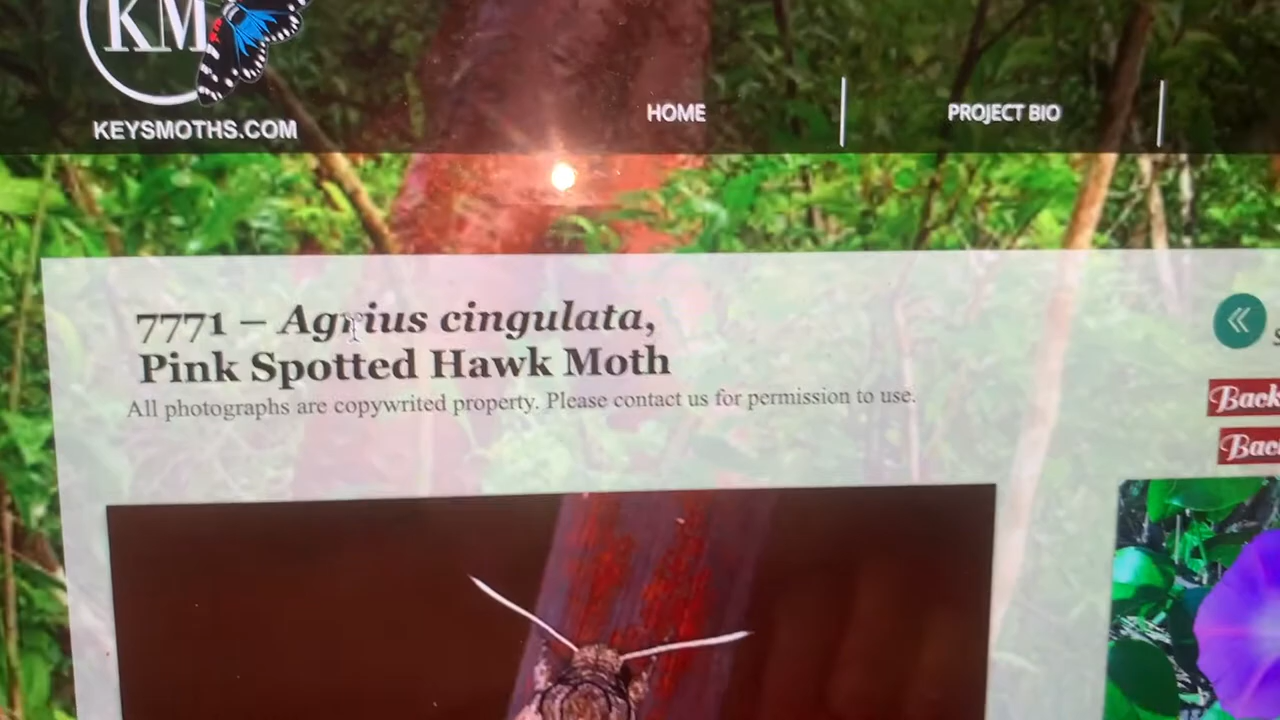 KM
KEYSMOTHS.COM
HOME
PROJECT BIO
7771 – Agrius cingulata,
Pink Spotted Hawk Moth
All photographs are copywrited property. Please contact us for permission to use.
Back